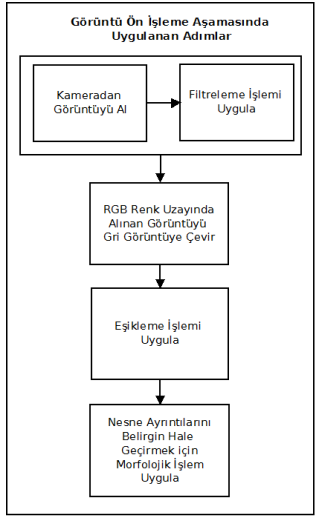 Görüntü Ön İşleme Aşamasında
Uygulanan Adımlar
Kameradan
Görüntüyü Al
Filtreleme İşlemi
Uygula
RGB Renk Uzayında
Alınan Görüntüyü
Gri Görüntüye Çevir
Eşikleme İşlemi
Uygula
Nesne Ayrıntılarını
Belirgin Hale
Geçirmek için
Morfolojik İşlem
Uygula